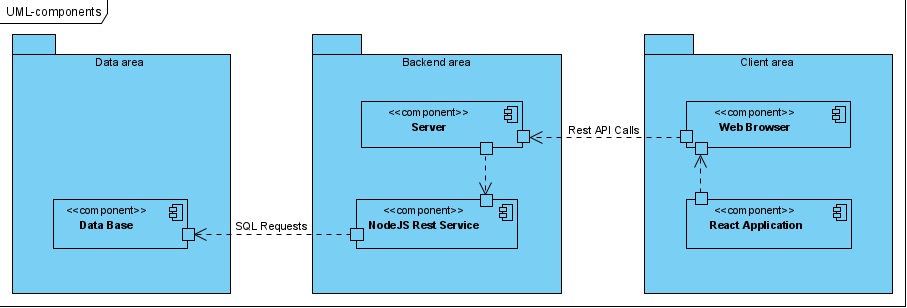 UML-components
Data area
Backend area
Client area
<<component>>
Server
Rest API Calls
<<component>>
Web Browser
<<component>>
Data Base
SQL Requests
<<component>>
NodeJS Rest Service
<<component>>
React Application